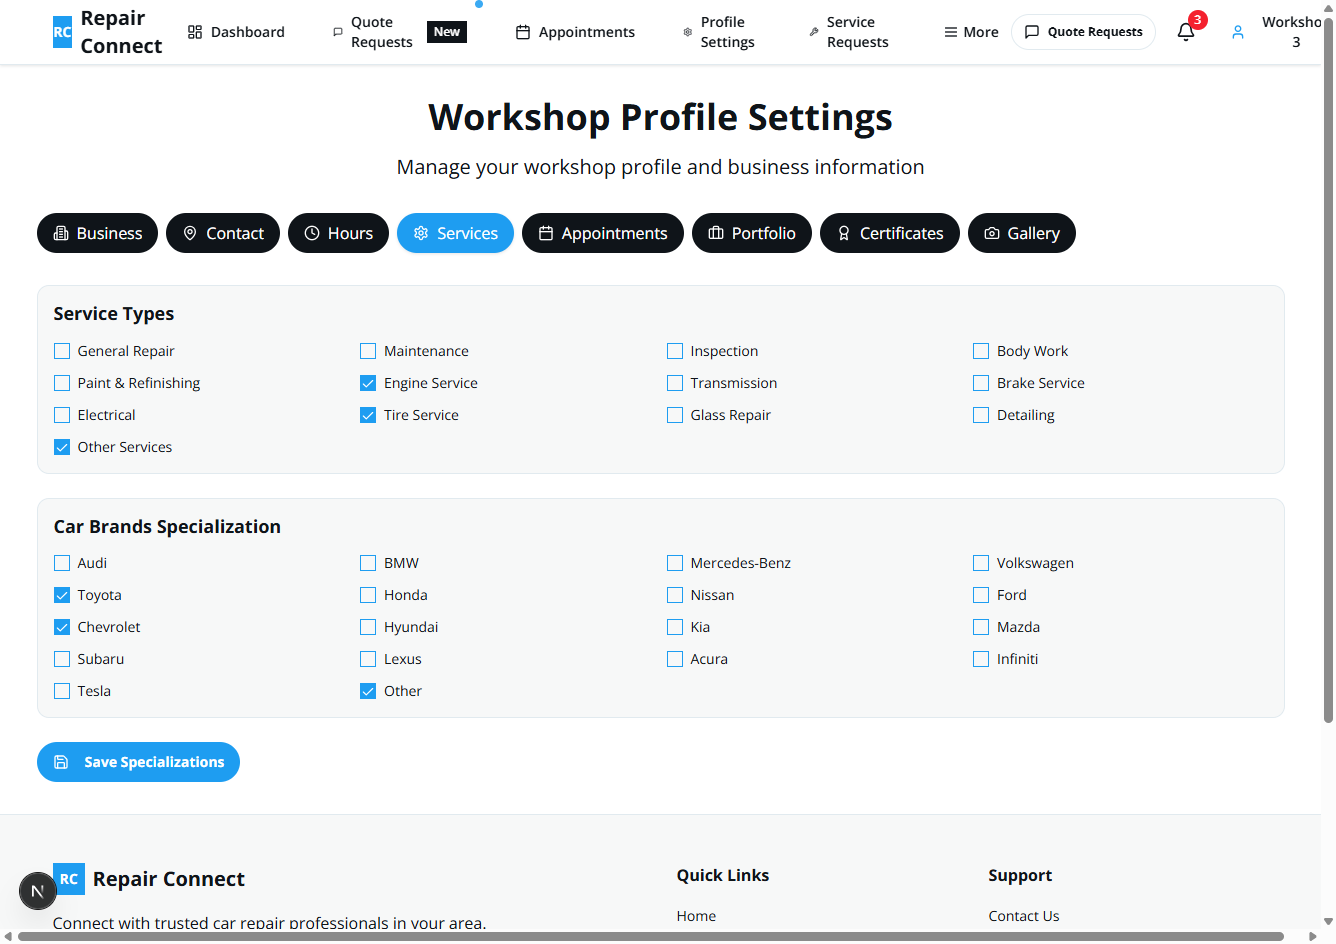 RC Repair Connect
Dashboard
Quote Requests
New
Appointments
Profile Settings
Service Requests
More
Quote Requests
3
3
Workshop Profile Settings
Manage your workshop profile and business information
Business
Contact
Hours
Services
Appointments
Portfolio
Certificates
Gallery
Service Types
General Repair
Maintenance
Inspection
Body Work
Paint & Refinishing
Engine Service
Transmission
Brake Service
Electrical
Tire Service
Glass Repair
Detailing
Other Services
Car Brands Specialization
Audi
BMW
Mercedes-Benz
Volkswagen
Toyota
Honda
Nissan
Ford
Chevrolet
Hyundai
Kia
Mazda
Subaru
Lexus
Acura
Infiniti
Tesla
Other
Save Specializations
N
RC Repair Connect
Quick Links
Support
Connect with trusted car repair professionals in your area.
Home
Contact Us